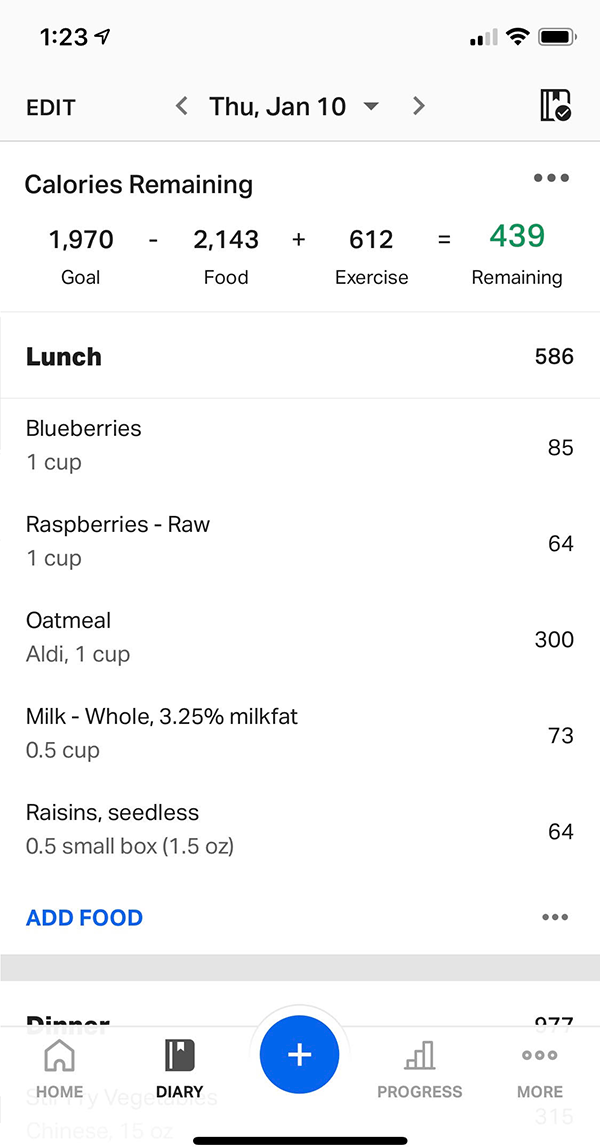 1:23
EDIT Thu, Jan 10
Calories Remaining
1,970 - 2,143 + 612 = 439
Goal Food Exercise Remaining
Lunch 586
Blueberries
1 cup 85
Raspberries - Raw
1 cup 64
Oatmeal
Aldi, 1 cup 300
Milk - Whole, 3.25% milkfat
0.5 cup 73
Raisins, seedless
0.5 small box (1.5 oz) 64
ADD FOOD
Dinner 977
+
HOME DIARY PROGRESS MORE
Stir Fry Vegetables
Chinese, 15 oz 315